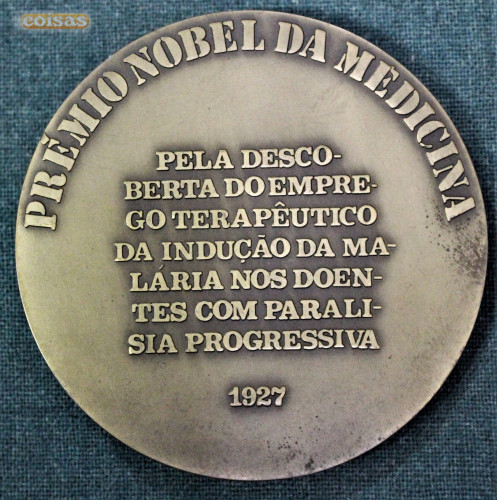 coisas
PRÉMIO NOBEL DA MEDICINA
PELA DESCO-
BERTA DO EMPRE-
GO TERAPÊUTICO
DA INDUÇÃO DA MA-
LÁRIA NOS DOEN-
TES COM PARALI-
SIA PROGRESSIVA
1927